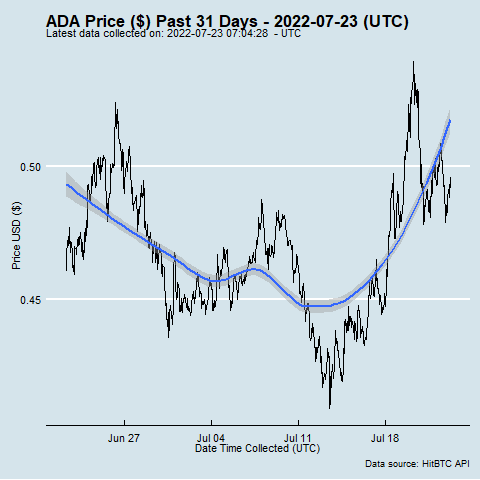 ADA Price ($) Past 31 Days - 2022-07-23 (UTC)
Latest data collected on: 2022-07-23 07:04:28  - UTC
0.50
0.45
Price USD ($)
Jun 27 Jul 04 Jul 11 Jul 18
Date Time Collected (UTC)
Data source: HitBTC API